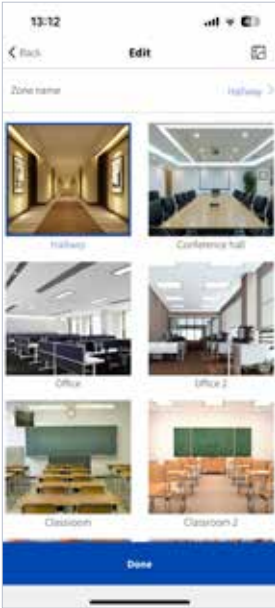 13:12
Back Edit
Zone name Hallway
Hallway Conference hall
Office Office 2
Classroom Classroom 2
Done